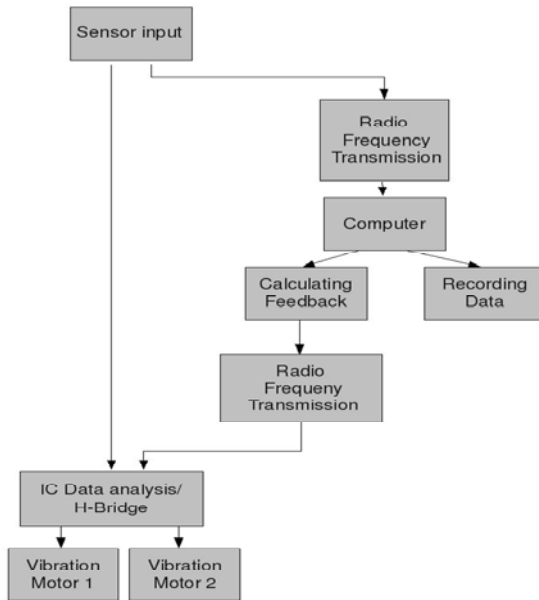 Sensor input
Radio
Frequency
Transmission
Computer
Calculating
Feedback
Recording
Data
Radio
Frequeny
Transmission
IC Data analysis/
H-Bridge
Vibration
Motor 1
Vibration
Motor 2